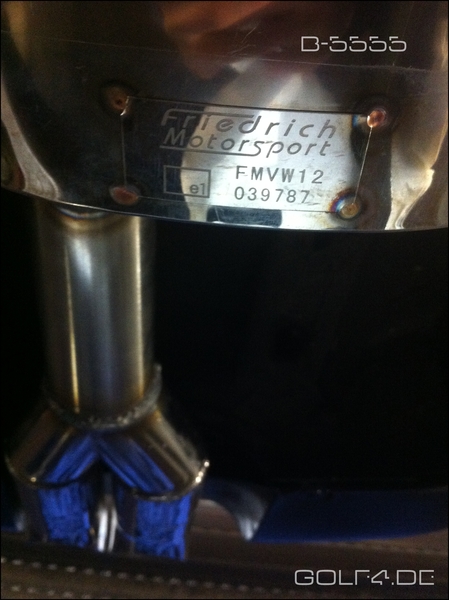 B-5555
Friedrich
Motorsport
e1 FMVW12
039787
GOLF4.DE